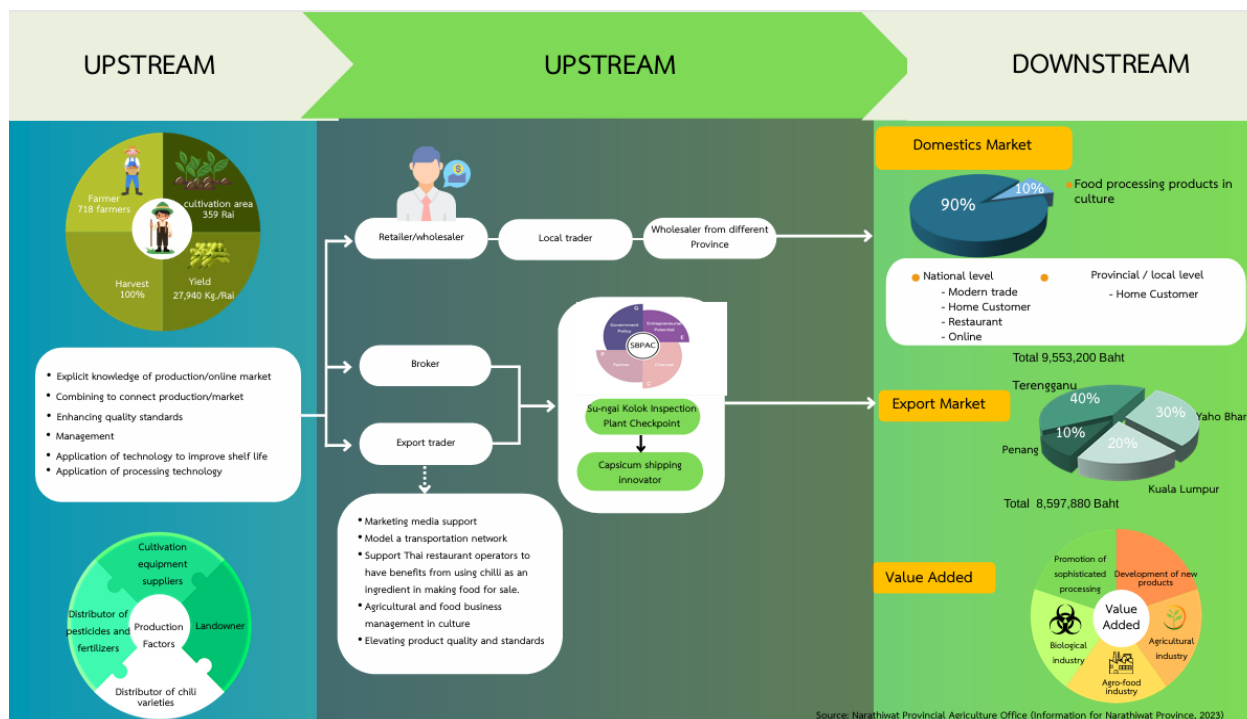 UPSTREAM
UPSTREAM
DOWNSTREAM
Farmer
718 farmers
cultivation area
359 Rai
Harvest
100%
Yield
27,940 Kg./Rai
• Explicit knowledge of production/online market
• Combining to connect production/market
• Enhancing quality standards
• Management
• Application of technology to improve shelf life
• Application of processing technology
Cultivation
equipment
suppliers
Distributor of
pesticides and
fertilizers
Production
Factors
Landowner
Distributor of chili
varieties
Retailer/wholesaler
Local trader
Wholesaler from different
Province
Broker
Export trader
G
Government
Policy
Entrepreneurial
Potential
E
SBPAC
P
Partner
Channel
C
Su-ngai Kolok Inspection
Plant Checkpoint
Capsicum shipping
innovator
• Marketing media support
• Model a transportation network
• Support Thai restaurant operators to
have benefits from using chilli as an
ingredient in making food for sale.
• Agricultural and food business
management in culture
• Elevating product quality and standards
Domestics Market
90%
10%
Food processing products in
culture
National level
- Modern trade
- Home Customer
- Restaurant
- Online
Provincial / local level
- Home Customer
Total 9,553,200 Baht
Export Market
Terengganu
40%
30%
Yaho Bhar
10%
20%
Penang
Kuala Lumpur
Total 8,597,880 Baht
Value Added
Promotion of
sophisticated
processing
Development of new
products
Value
Added
Biological
industry
Agricultural
industry
Agro-food
industry
Source: Narathiwat Provincial Agriculture Office (Information for Narathiwat Province, 2023)